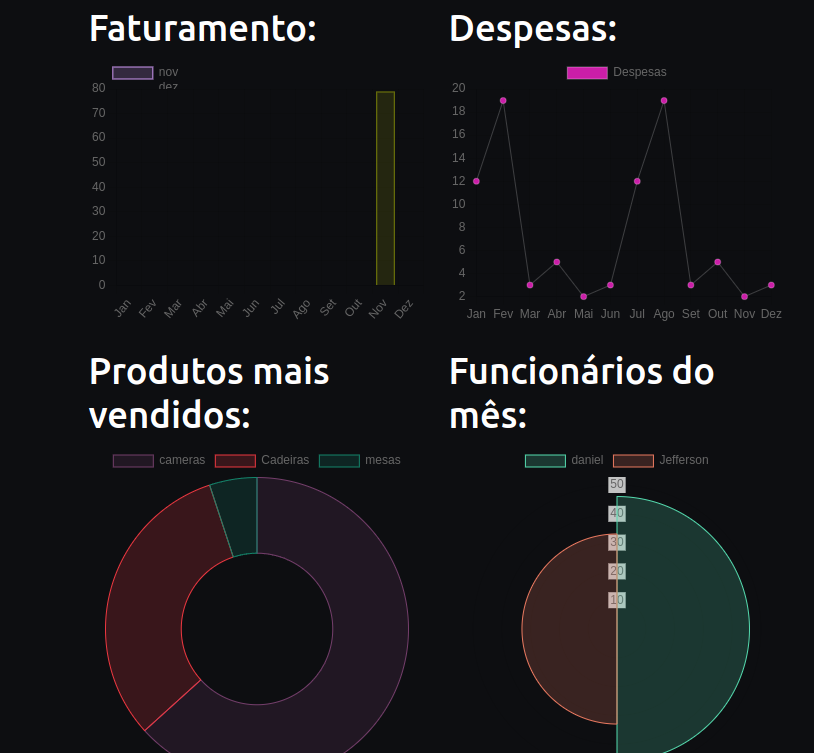 Faturamento:
nov
dez
80
70
60
50
40
30
20
10
0
Jan Fev Mar Abr Mai Jun Jul Ago Set Out Nov Dez
Despesas:
Despesas
20
18
16
14
12
10
8
6
4
2
Jan Fev Mar Abr Mai Jun Jul Ago Set Out Nov Dez
Produtos mais
vendidos:
cameras Cadeiras mesas
Funcionários do
mês:
daniel Jefferson
50
40
30
20
10